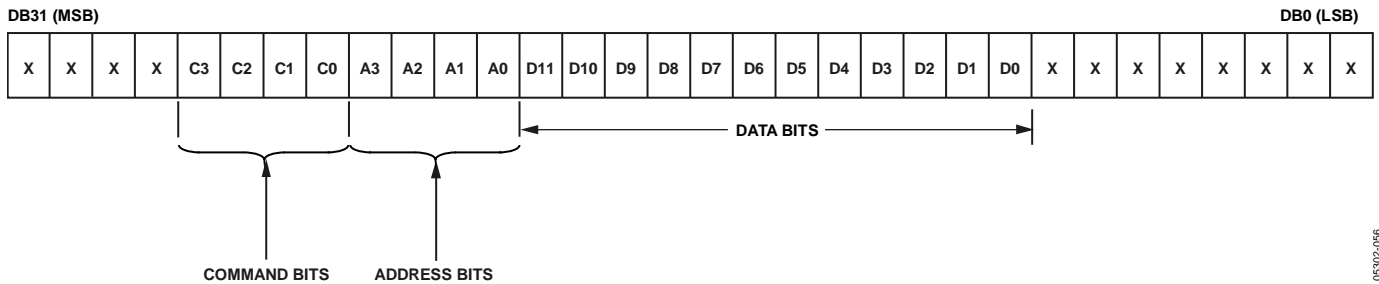 DB31 (MSB) DB0 (LSB)
X X X X C3 C2 C1 C0 A3 A2 A1 A0 D11 D10 D9 D8 D7 D6 D5 D4 D3 D2 D1 D0 X X X X X X X X
DATA BITS
COMMAND BITS ADDRESS BITS
05302-056